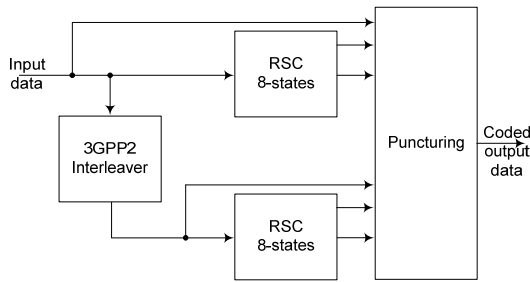 Input
data
RSC
8-states
3GPP2
Interleaver
RSC
8-states
Puncturing
Coded
output
data